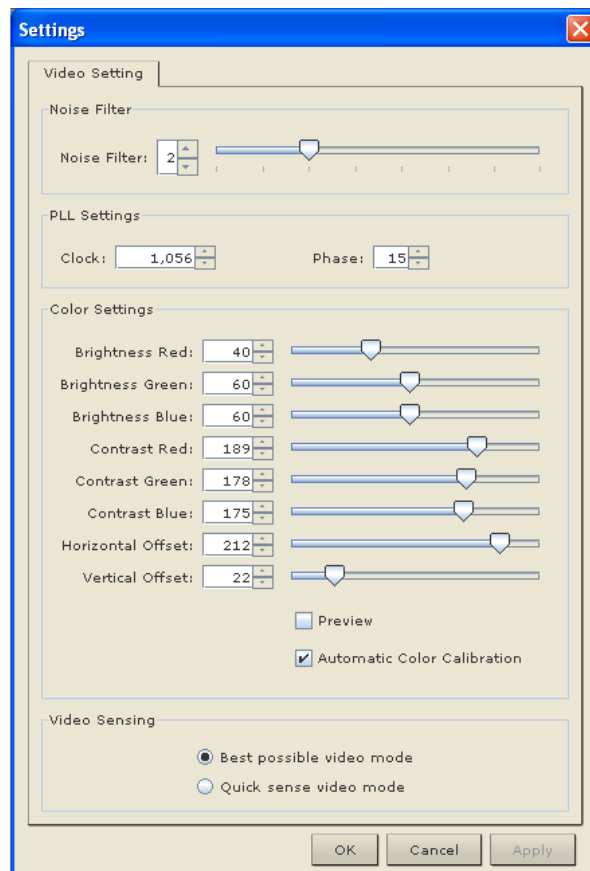 Settings
Video Setting
Noise Filter
Noise Filter: 2
PLL Settings
Clock: 1,056 Phase: 15
Color Settings
Brightness Red: 40
Brightness Green: 60
Brightness Blue: 60
Contrast Red: 189
Contrast Green: 178
Contrast Blue: 175
Horizontal Offset: 212
Vertical Offset: 22
Preview
Automatic Color Calibration
Video Sensing
Best possible video mode
Quick sense video mode
OK Cancel Apply